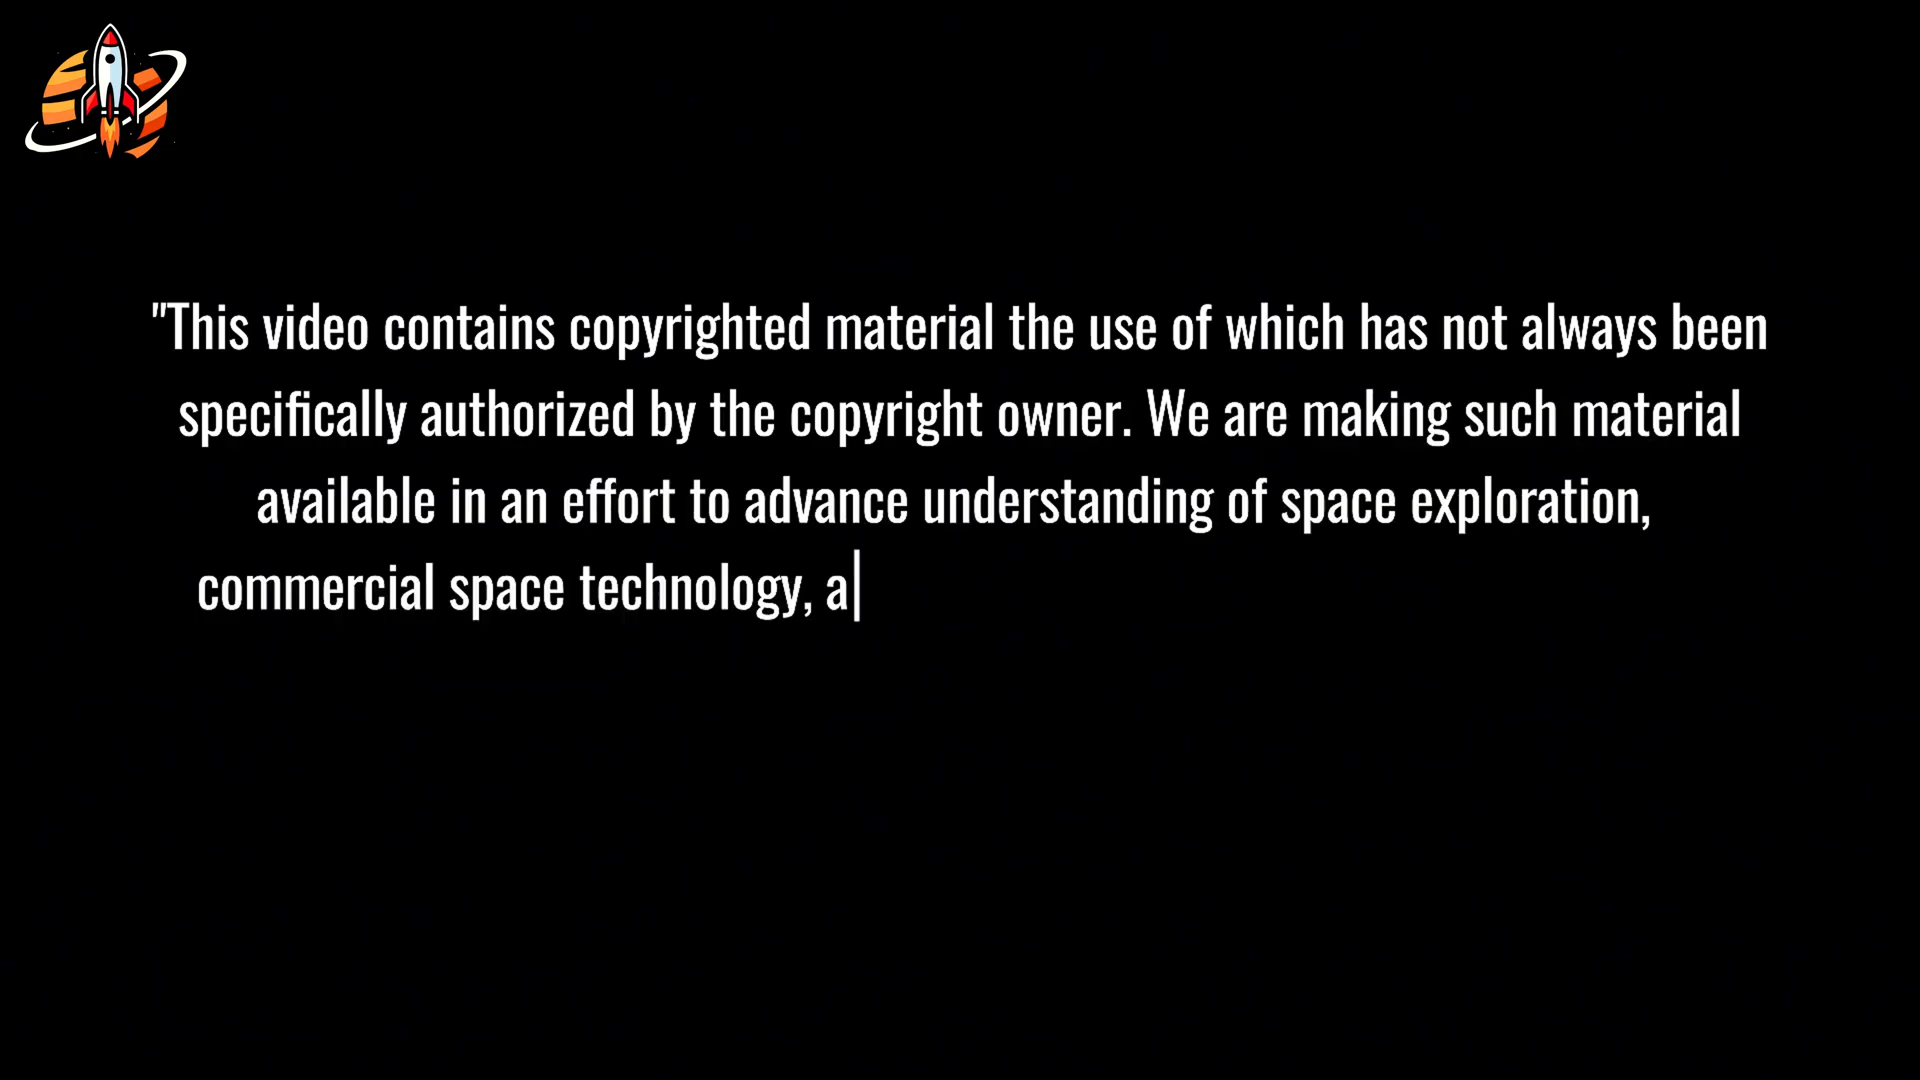 "This video contains copyrighted material the use of which has not always been
specifically authorized by the copyright owner. We are making such material
available in an effort to advance understanding of space exploration,
commercial space technology, a